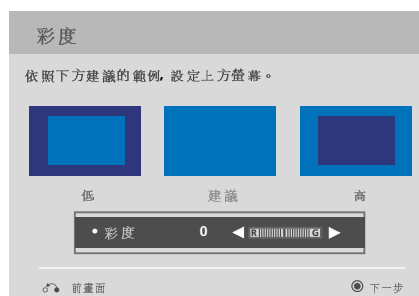 彩度
依照下方建議的範例, 設定上方螢幕。
低 建議 高
• 彩度 0 R G
前畫面 下一步